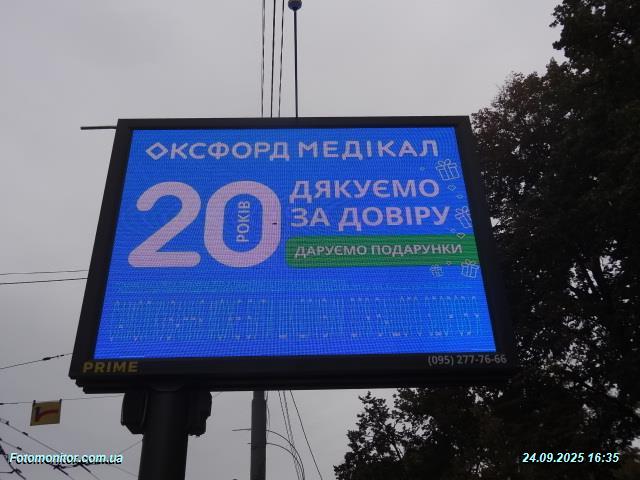 ОКСФОРД МЕДІКАЛ
20
РОКІВ
ДЯКУЄМО
ЗА ДОВІРУ
ДАРУЄМО ПОДАРУНКИ
PRIME
(095) 277-76-66
Fotomonitor.com.ua
24.09.2025 16:35